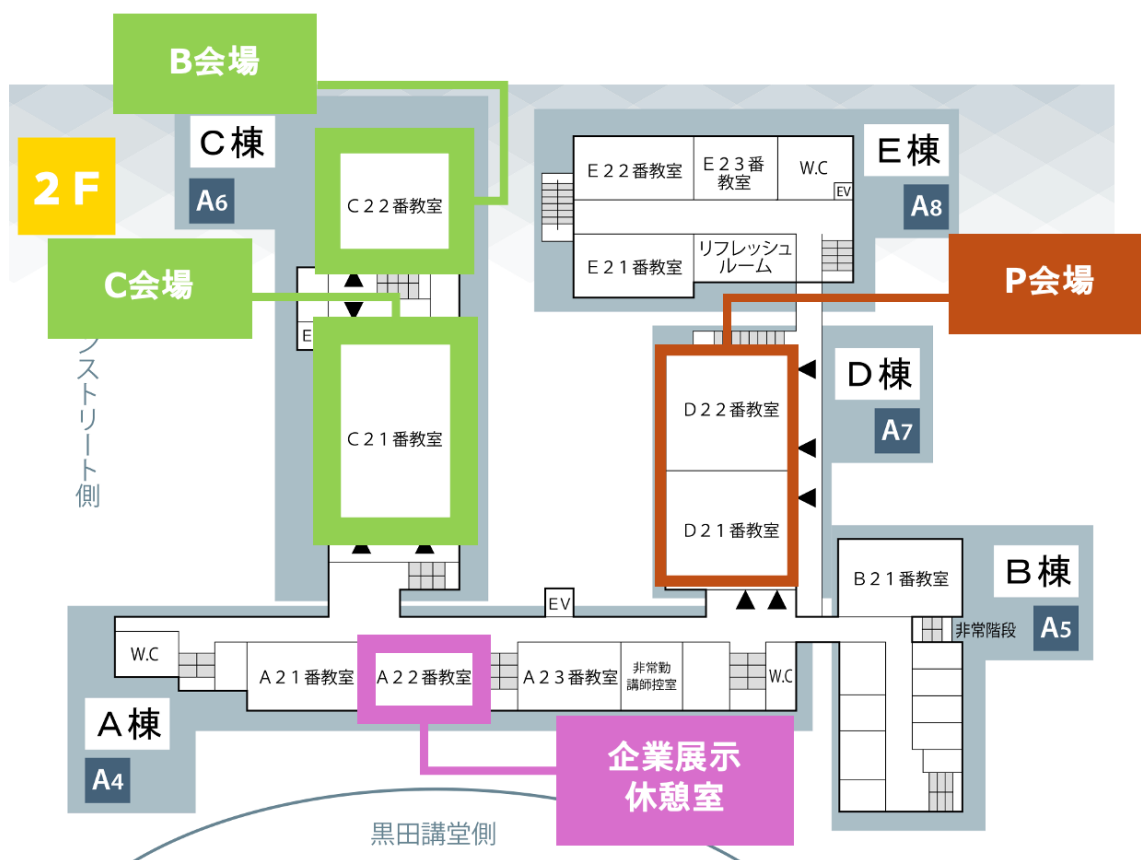 B会場
2F
C棟
A6
C22番教室
E22番教室
E23番
教室
W.C
EV
E棟
A8
E21番教室
リフレッシュ
ルーム
C会場
P会場
E
ンストリート側
C21番教室
D22番教室
D21番教室
D棟
A7
B21番教室
B棟
A5
非常階段
EV
W.C
A21番教室
A22番教室
A23番教室
非常勤
講師控室
W.C
A棟
A4
企業展示
休憩室
黒田講堂側